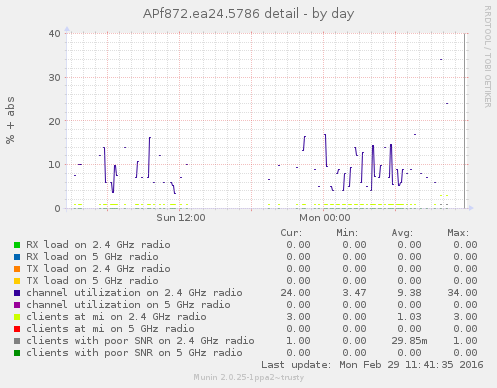 APf872.ea24.5786 detail - by day
RRDTOOL / TOBI OETIKER
% + abs
40
30
20
10
0
Sun 12:00 Mon 00:00
Cur: Min: Avg: Max:
RX load on 2.4 GHz radio 0.00 0.00 0.00 0.00
RX load on 5 GHz radio 0.00 0.00 0.00 0.00
TX load on 2.4 GHz radio 0.00 0.00 0.00 0.00
TX load on 5 GHz radio 0.00 0.00 0.00 0.00
channel utilization on 2.4 GHz radio 24.00 3.47 9.38 34.00
channel utilization on 5 GHz radio 0.00 0.00 0.00 0.00
clients at mi on 2.4 GHz radio 3.00 0.00 1.03 3.00
clients at mi on 5 GHz radio 0.00 0.00 0.00 0.00
clients with poor SNR on 2.4 GHz radio 1.00 0.00 29.85m 1.00
clients with poor SNR on 5 GHz radio 0.00 0.00 0.00 0.00
Last update: Mon Feb 29 11:41:35 2016
Munin 2.0.25-1ppa2~trusty